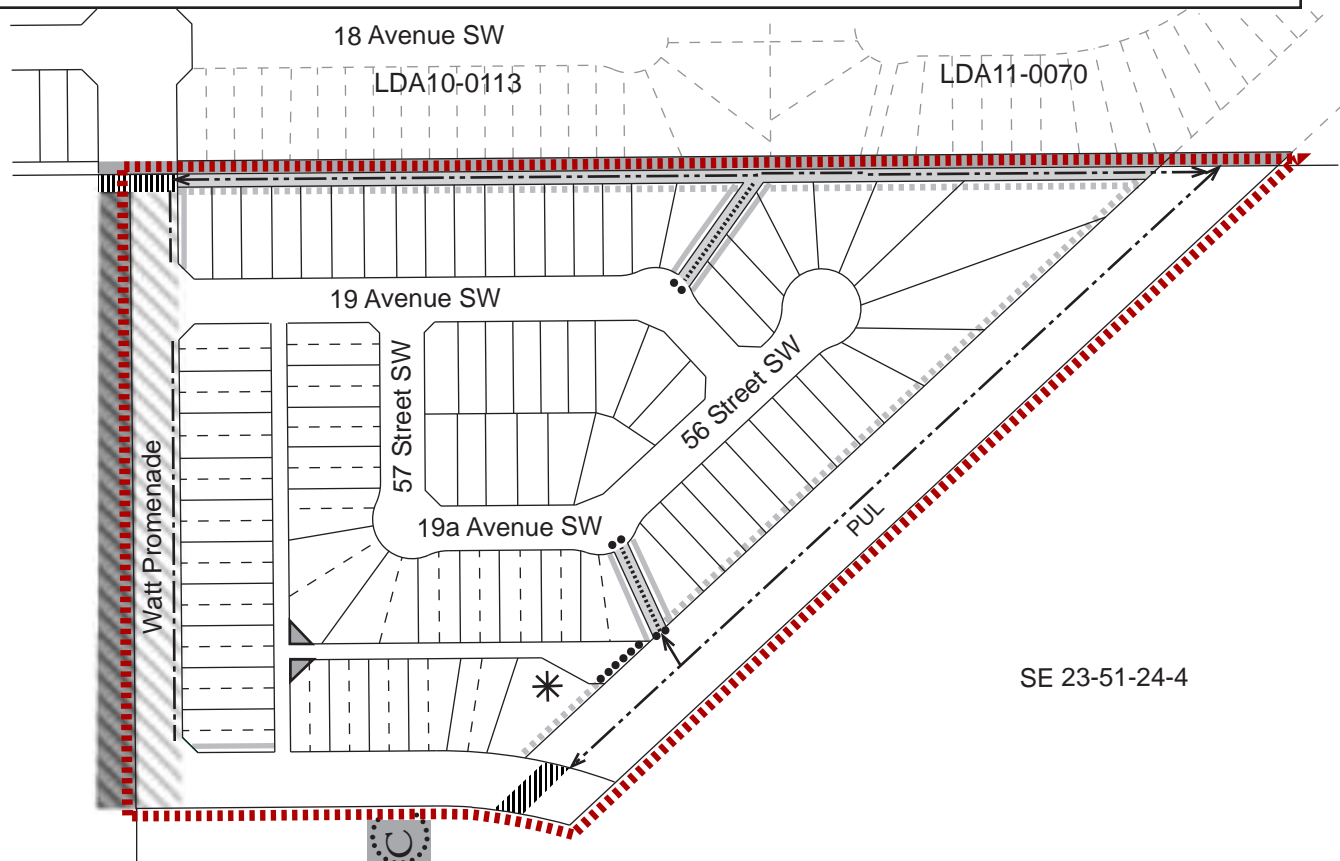 18 Avenue SW
LDA10-0113
LDA11-0070
19 Avenue SW
57 Street SW
56 Street SW
Watt Promenade
19a Avenue SW
PUL
SE 23-51-24-4
C